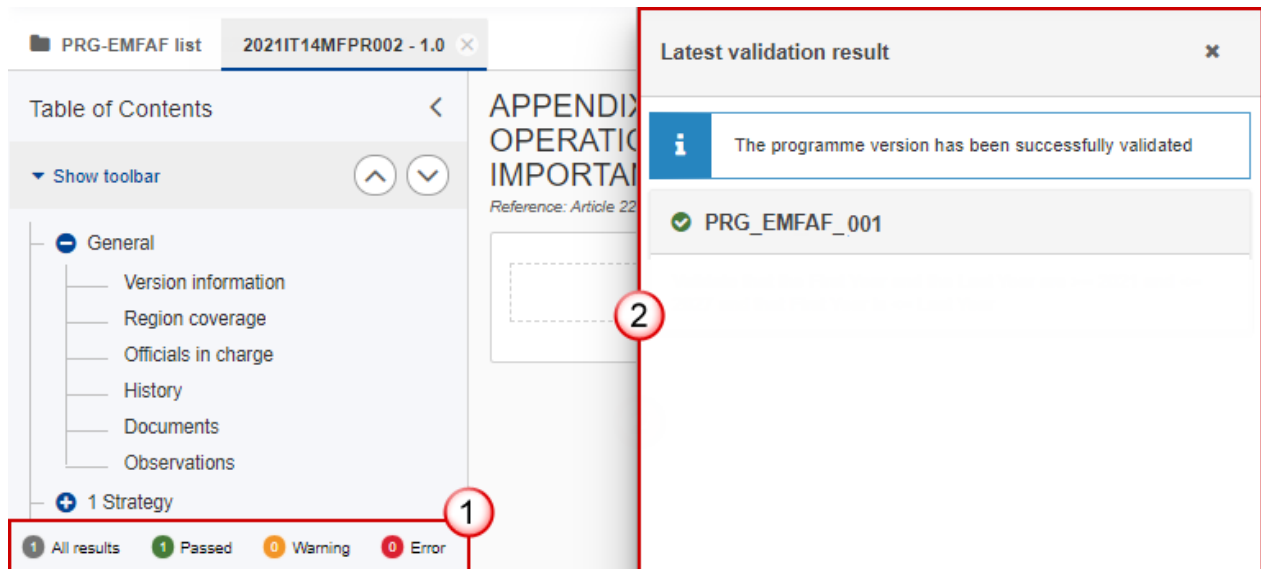 PRG-EMFAF list 2021IT14MFPR002 - 1.0
Table of Contents
Show toolbar
General
Version information
Region coverage
Officials in charge
History
Documents
Observations
1 Strategy
1 All results 1 Passed 0 Warning 0 Error
1
APPENDIX
OPERATIO
IMPORTAN
Reference: Article 22
2
Latest validation result
The programme version has been successfully validated
PRG_EMFAF_001